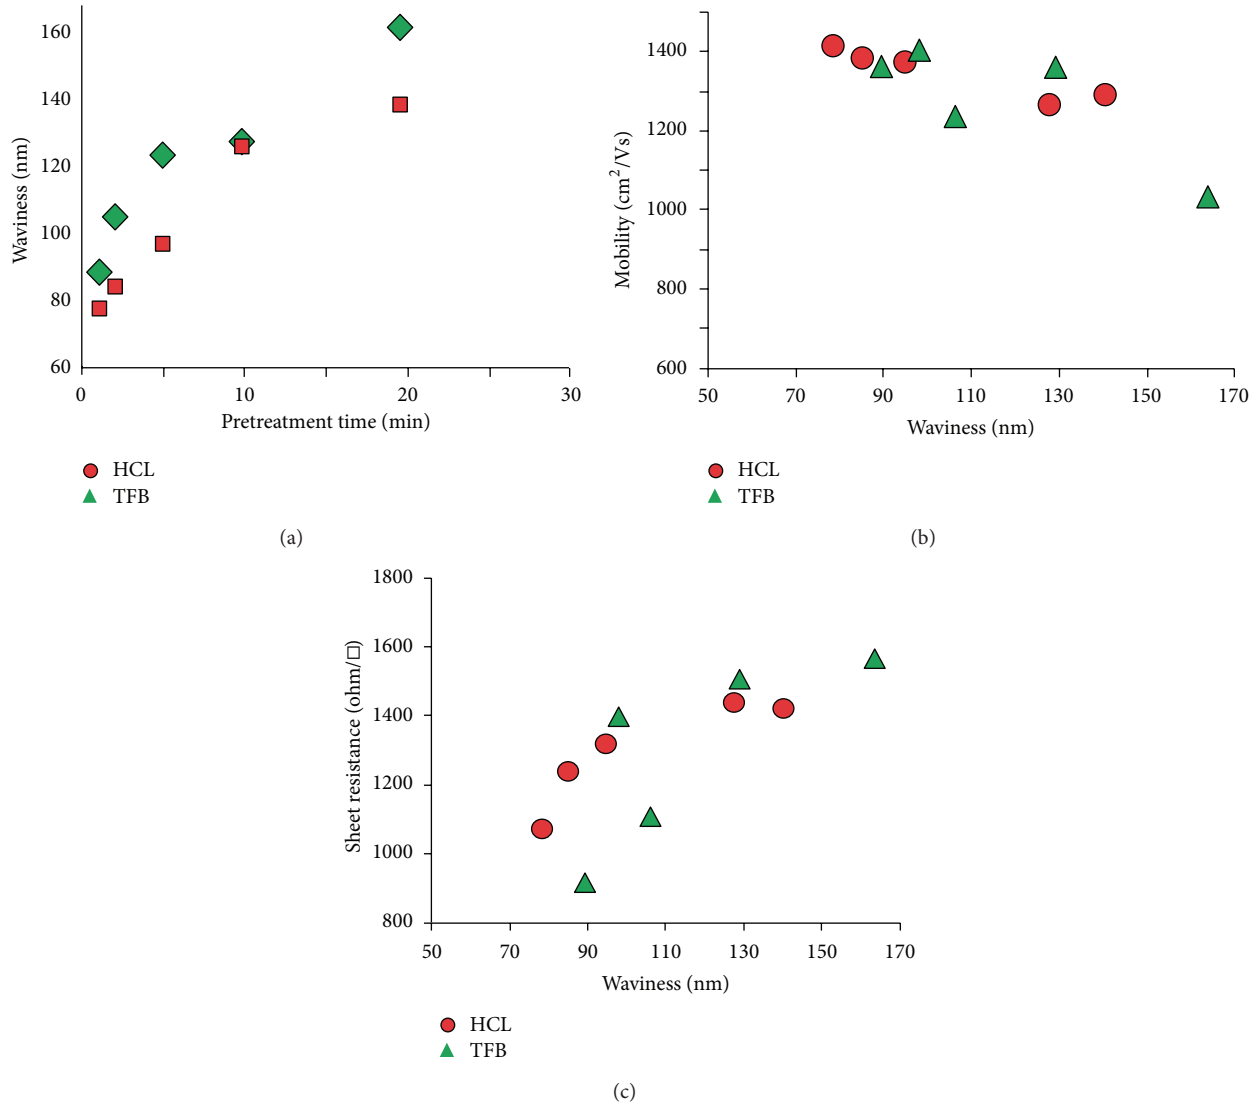 160
140
120
100
80
60
0
10
20
30
Waviness (nm)
Pretreatment time (min)
HCL
TFB
(a)
1400
1200
1000
800
600
50
70
90
110
130
150
170
Mobility (cm²/Vs)
Waviness (nm)
HCL
TFB
(b)
1800
1600
1400
1200
1000
800
50
70
90
110
130
150
170
Sheet resistance (ohm/□)
Waviness (nm)
HCL
TFB
(c)